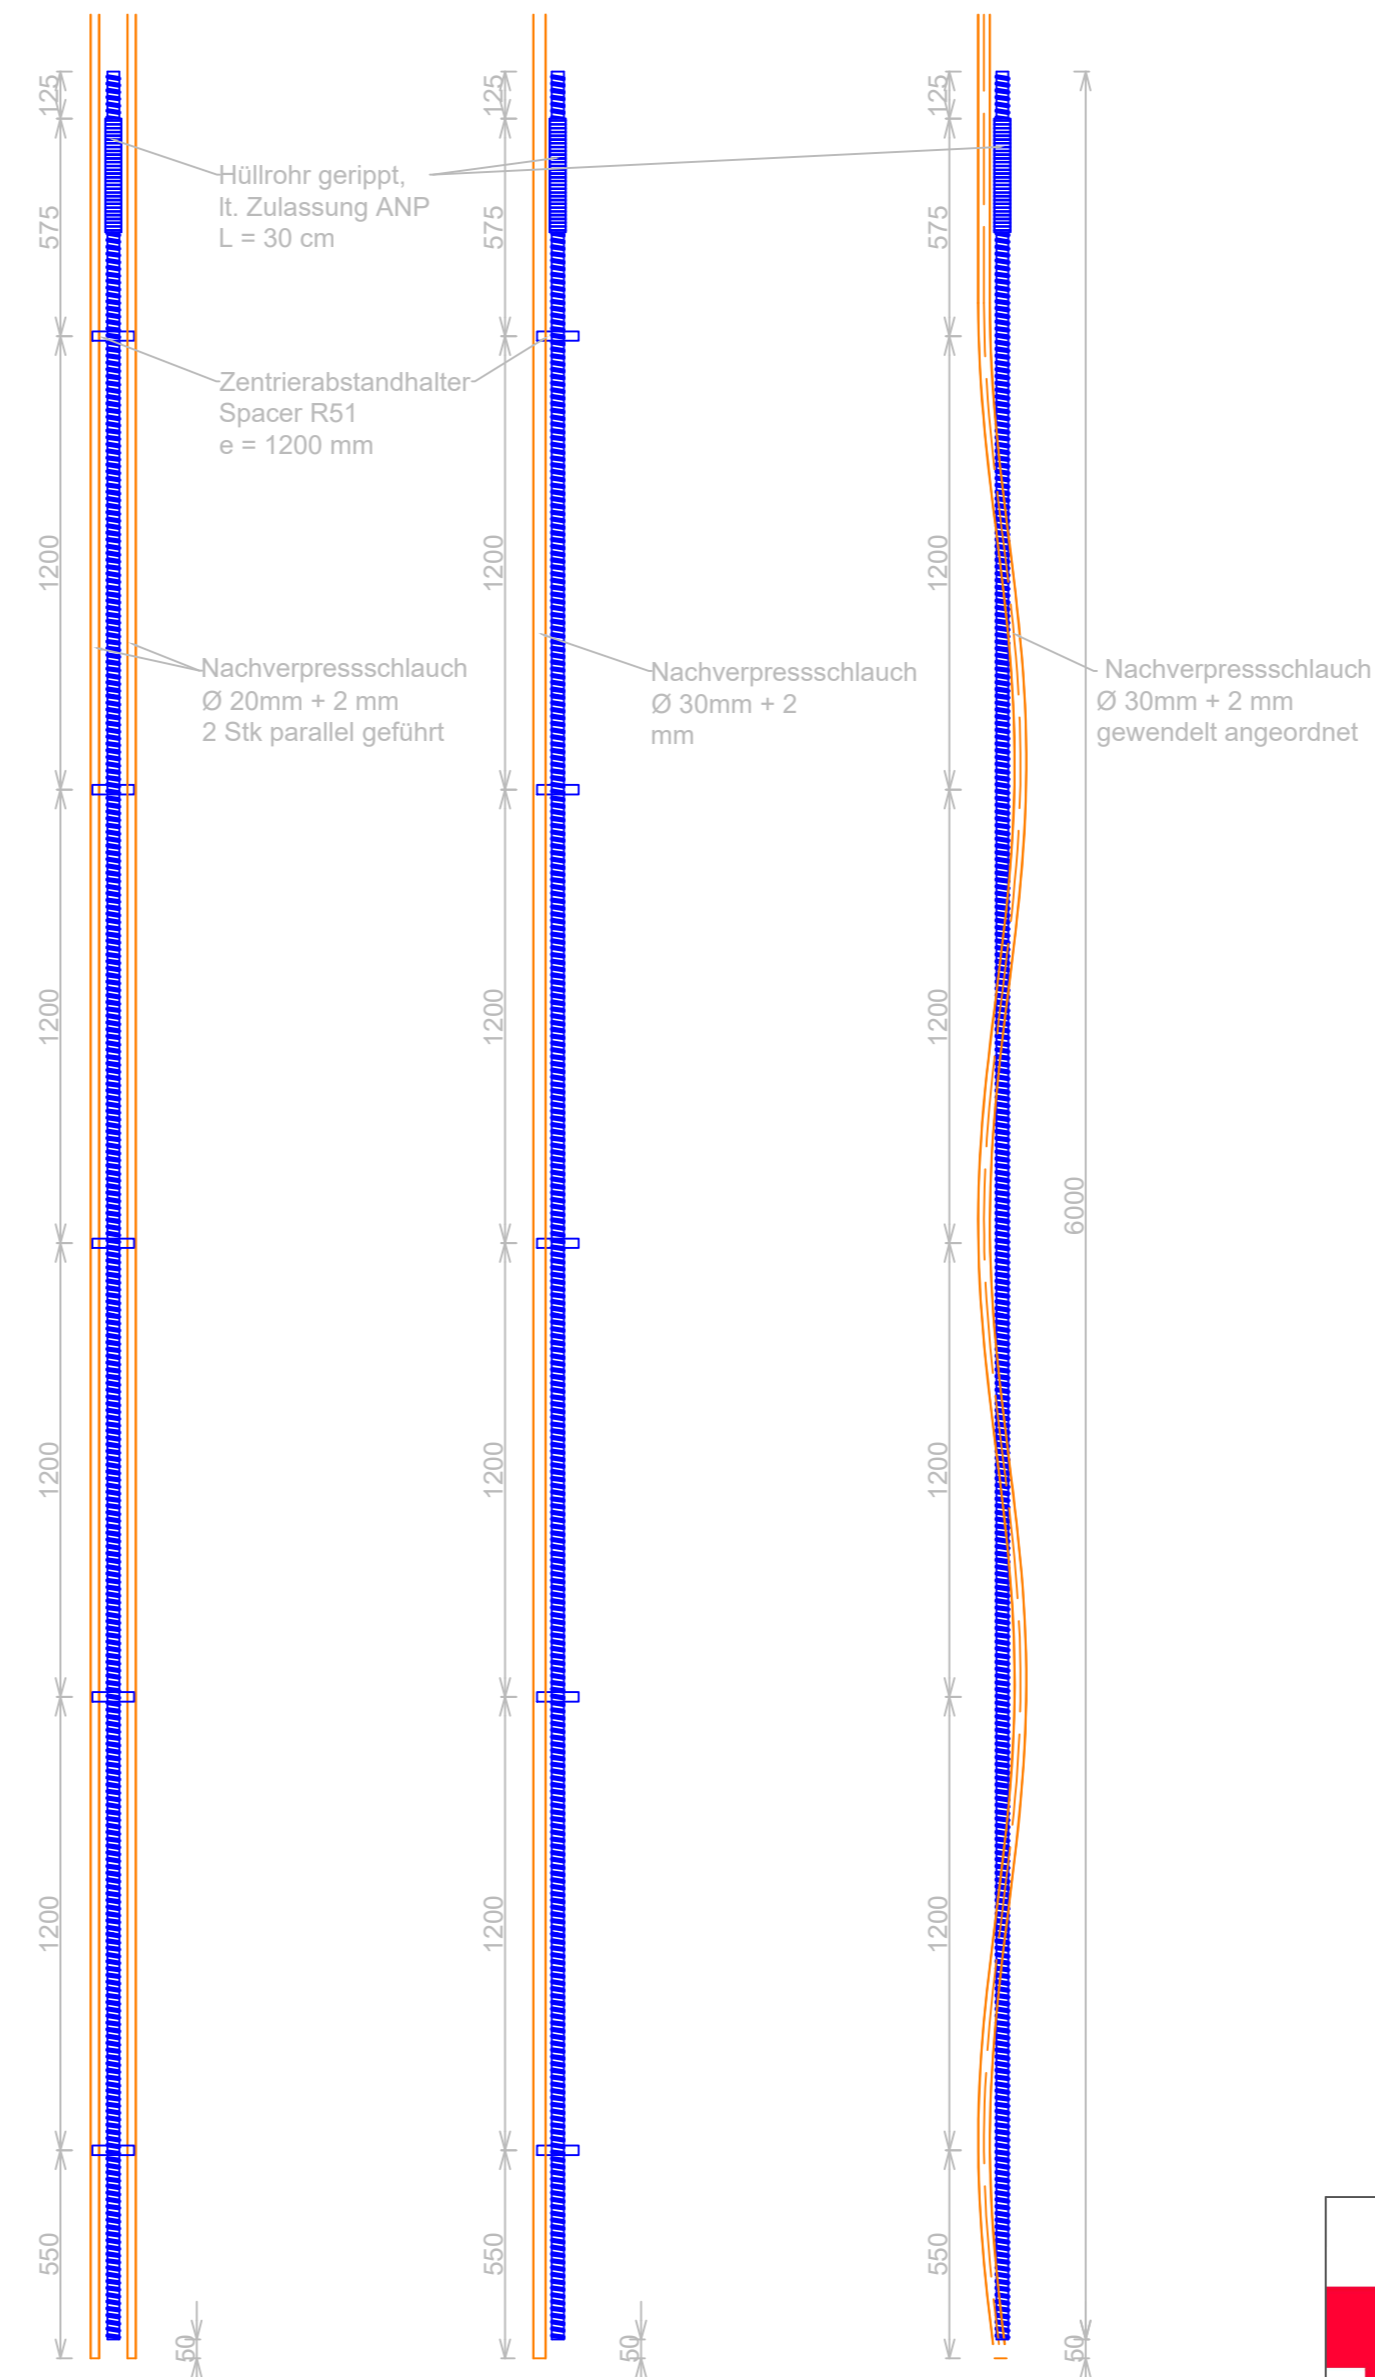 125
125
125
Hüllrohr gerippt,
lt. Zulassung ANP
L = 30 cm
575
575
575
Zentrierabstandhalter
Spacer R51
e = 1200 mm
1200
1200
1200
Nachverpressschlauch
Ø 20mm + 2 mm
2 Stk parallel geführt
Nachverpressschlauch
Ø 30mm + 2
mm
Nachverpressschlauch
Ø 30mm + 2 mm
gewendelt angeordnet
1200
1200
1200
6000
1200
1200
1200
1200
1200
1200
550
550
550
50
50
50